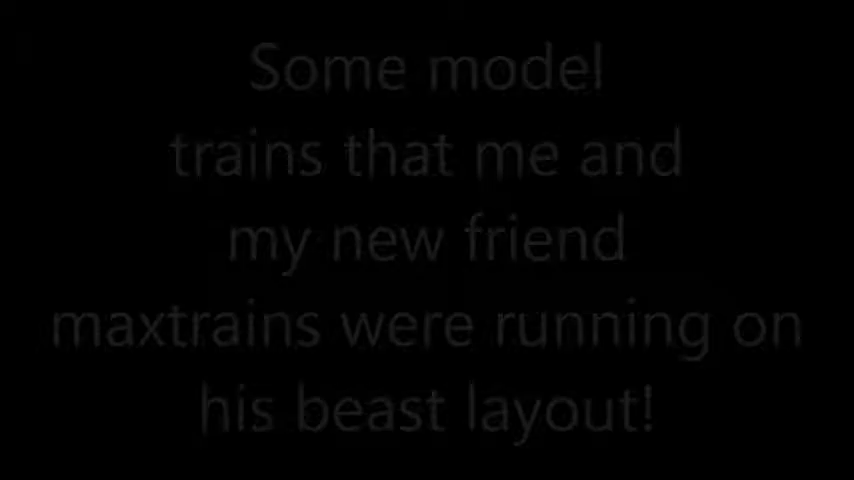 Some model
trains that me and
my new friend
maxtrains were running on
his beast layout!